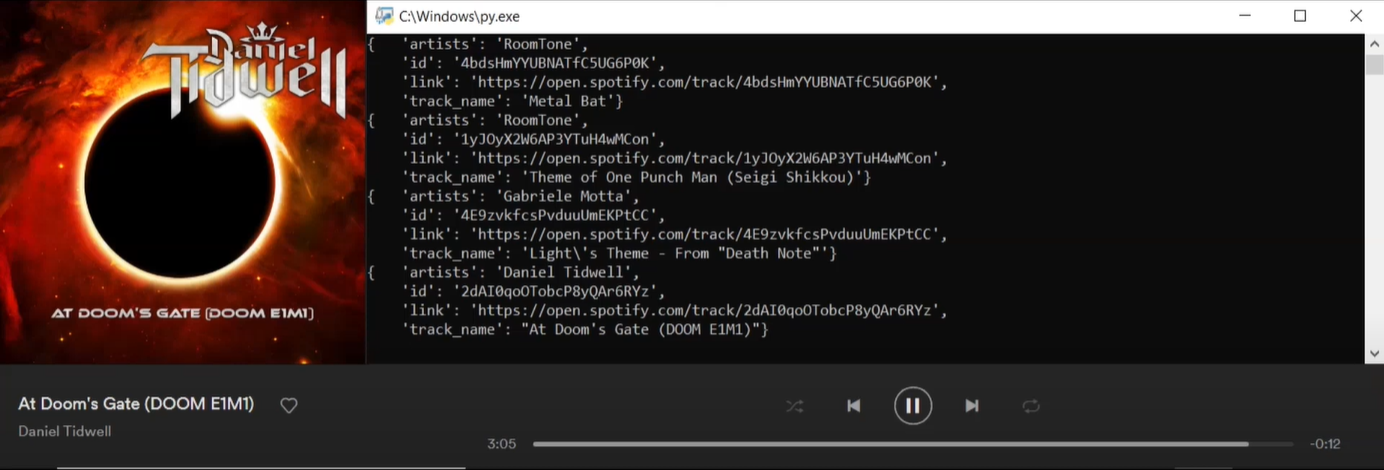 Daniel
Tidwell
AT DOOM'S GATE (DOOM E1M1)
C:\Windows\py.exe
{   'artists': 'RoomTone',
    'id': '4bdsHmYYUBNATfC5UG6P0K',
    'link': 'https://open.spotify.com/track/4bdsHmYYUBNATfC5UG6P0K',
    'track_name': 'Metal Bat'}
{   'artists': 'RoomTone',
    'id': '1yJOyX2W6AP3YTuH4wMCon',
    'link': 'https://open.spotify.com/track/1yJOyX2W6AP3YTuH4wMCon',
    'track_name': 'Theme of One Punch Man (Seigi Shikkou)'}
{   'artists': 'Gabriele Motta',
    'id': '4E9zvkfcsPvduuUmEKPtCC',
    'link': 'https://open.spotify.com/track/4E9zvkfcsPvduuUmEKPtCC',
    'track_name': 'Light\'s Theme - From "Death Note"'}
{   'artists': 'Daniel Tidwell',
    'id': '2dAI0qoOTobcP8yQAr6RYz',
    'link': 'https://open.spotify.com/track/2dAI0qoOTobcP8yQAr6RYz',
    'track_name': "At Doom's Gate (DOOM E1M1)"}
At Doom's Gate (DOOM E1M1)
Daniel Tidwell
3:05
-0:12